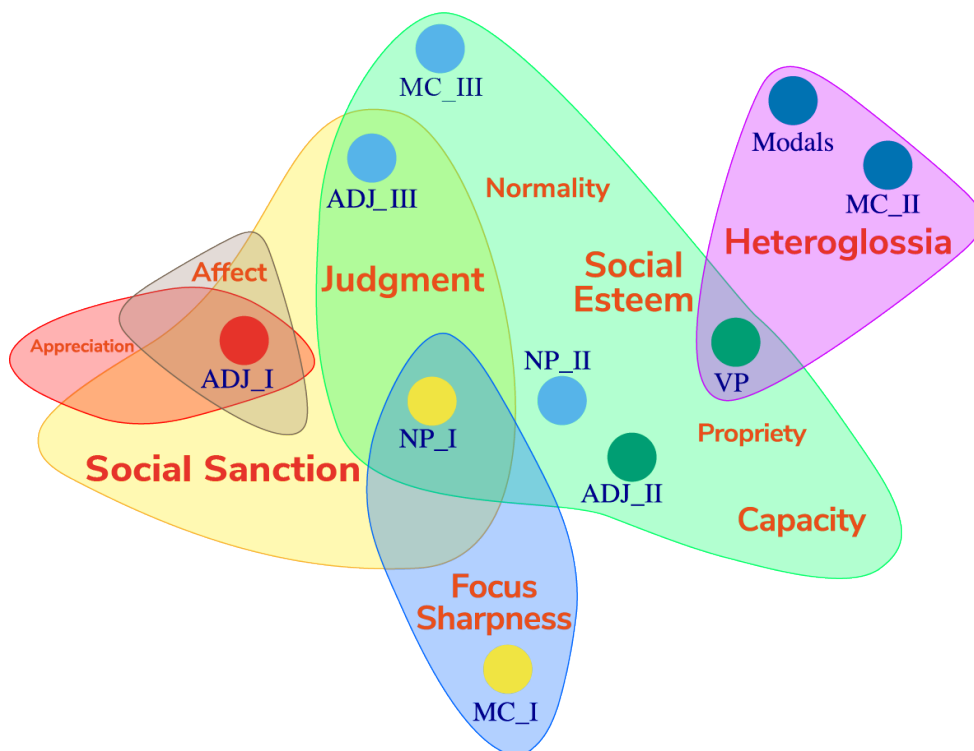 MC_III
Modals
ADJ_III
Normality
MC_II
Heteroglossia
Affect
Judgment
Social
Esteem
Appreciation
ADJ_I
NP_II
VP
NP_I
Propriety
Social Sanction
ADJ_II
Capacity
Focus
Sharpness
MC_I